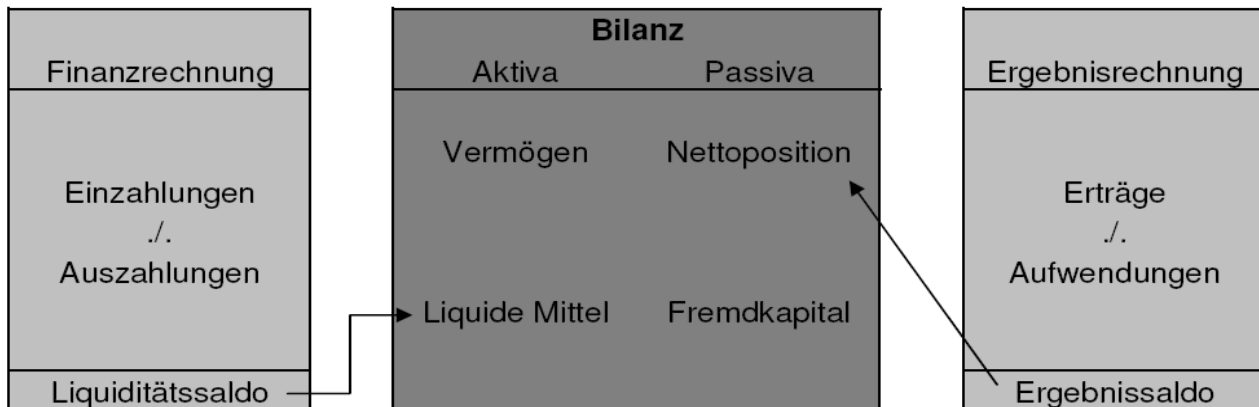 Finanzrechnung
Einzahlungen
./.
Auszahlungen
Liquiditätssaldo
Bilanz
Aktiva Passiva
Vermögen Nettoposition
Liquide Mittel Fremdkapital
Ergebnisrechnung
Erträge
./.
Aufwendungen
Ergebnissaldo